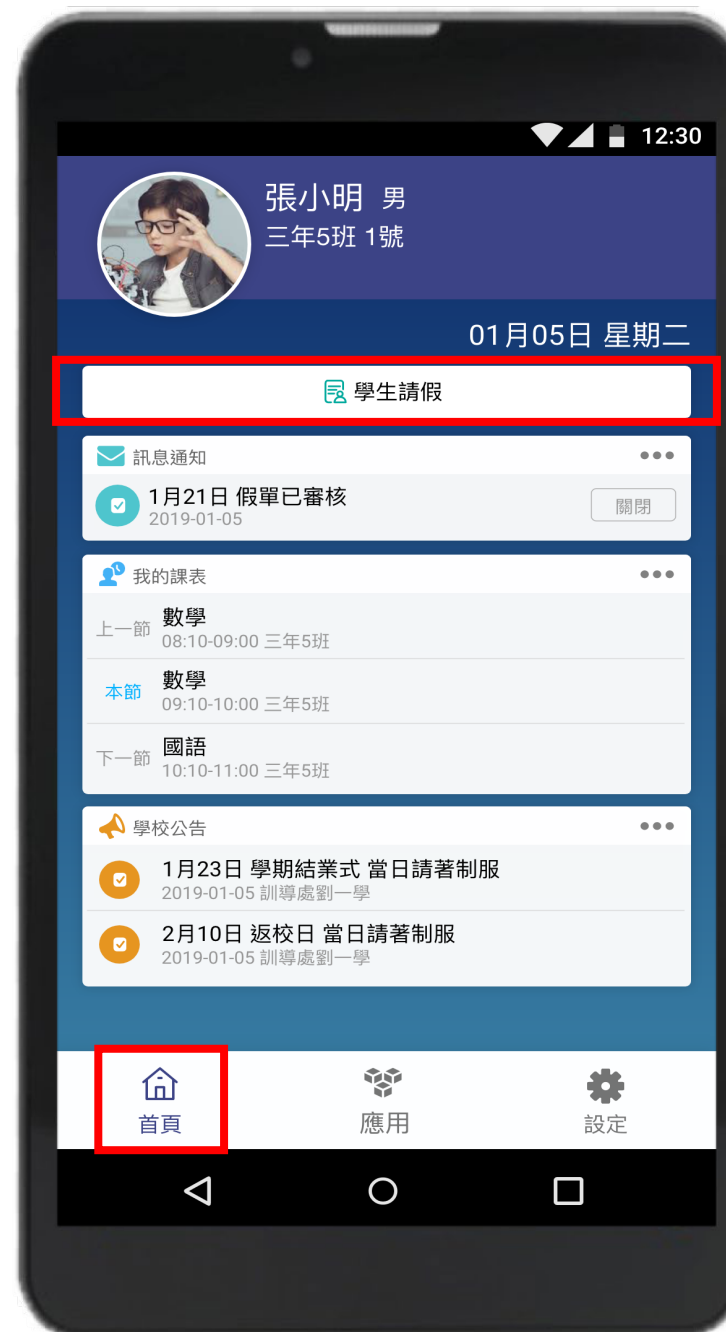 12:30
張小明 男
三年5班 1號
01月05日 星期二
學生請假
訊息通知
1月21日 假單已審核
2019-01-05
關閉
我的課表
上一節 數學
08:10-09:00 三年5班
本節 數學
09:10-10:00 三年5班
下一節 國語
10:10-11:00 三年5班
學校公告
1月23日 學期結業式 當日請著制服
2019-01-05 訓導處劉一學
2月10日 返校日 當日請著制服
2019-01-05 訓導處劉一學
首頁 應用 設定